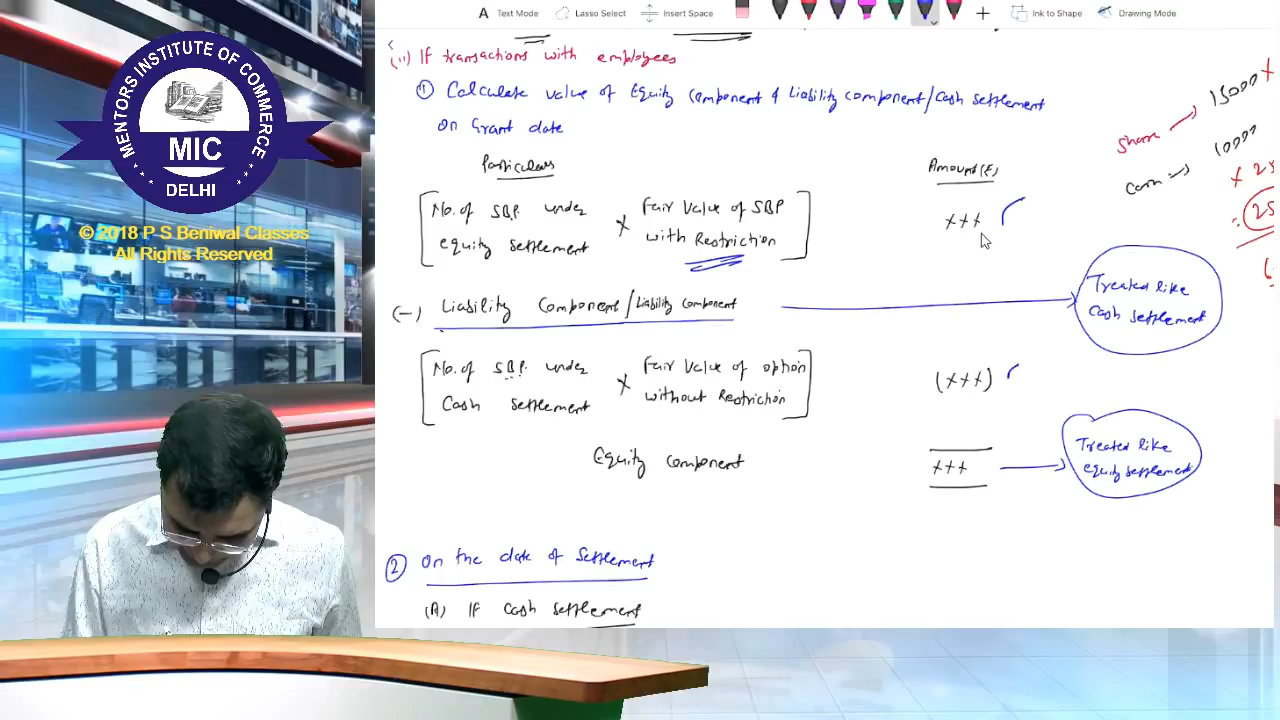 A Text Mode Lasso Select Insert Space Ink to Shape Drawing Mode
(ii) If transactions with employees
① Calculate value of Equity component & Liability component/Cash settlement
on Grant date
Particulars Amount(₹)
[No. of SBP under equity settlement × Fair Value of SBP with Restriction] xxx
(-) Liability Component/Liability Component
Treated like
Cash settlement
[No. of SBP under Cash settlement × Fair Value of option without Restriction] (xxx)
Equity component xxx
Treated like
equity settlement
② On the date of Settlement
(A) If Cash settlement
Share → 15000 ×
Cash →
MENTORS INSTITUTE OF COMMERCE
MIC
DELHI
© 2018 P S Beniwal Classes
All Rights Reserved